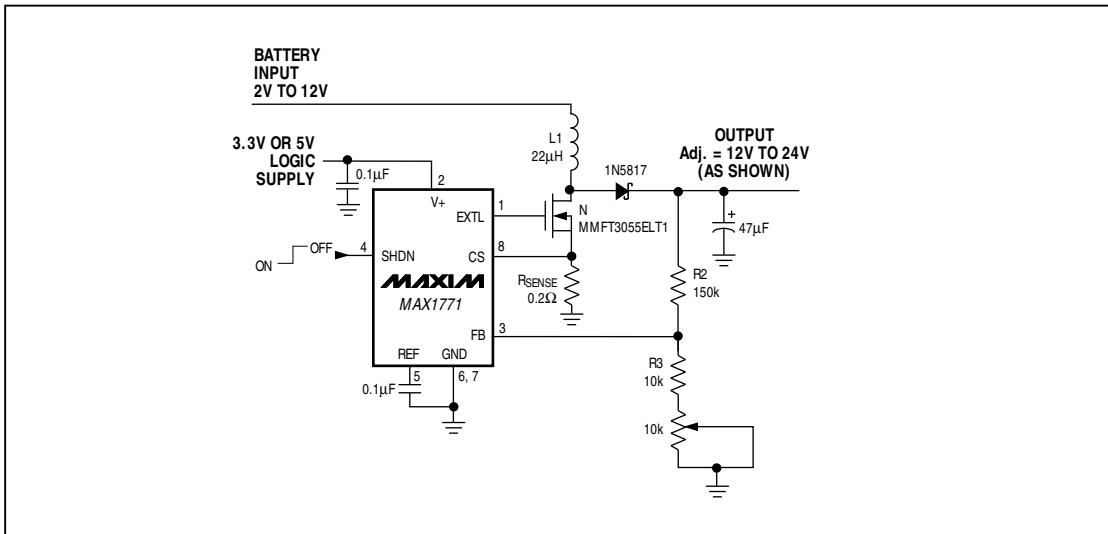 BATTERY
INPUT
2V TO 12V
L1
22µH
3.3V OR 5V
LOGIC
SUPPLY
0.1µF
OUTPUT
Adj. = 12V TO 24V
(AS SHOWN)
1N5817
2
V+
EXTL
1
N
MMFT3055ELT1
47µF
+
ON
OFF
4
SHDN
CS
8
MAXIM
MAX1771
RSENSE
0.2Ω
R2
150k
FB
3
REF
GND
5
6, 7
0.1µF
R3
10k
10k